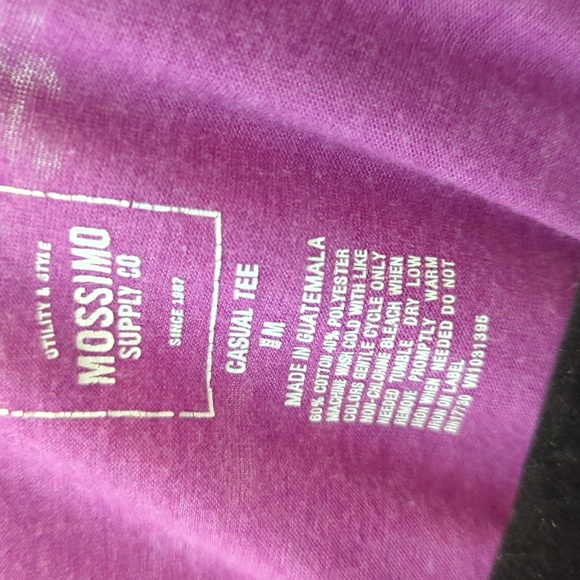 UTILITY & STYLE
MOSSIMO
SUPPLY CO
SINCE 1987
CASUAL TEE
M
MADE IN GUATEMALA
60% COTTON 40% POLYESTER
MACHINE WASH COLD WITH LIKE
COLORS GENTLE CYCLE ONLY
NON-CHLORINE BLEACH WHEN
NEEDED TUMBLE DRY LOW
REMOVE PROMPTLY WARM
IRON WHEN NEEDED DO NOT
IRON ON LABEL
RN17730 VN1031395